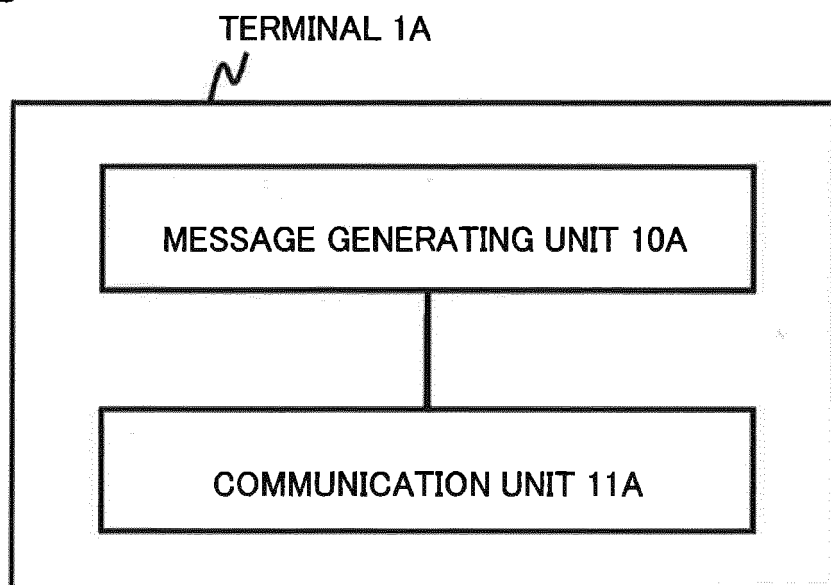 TERMINAL 1A
MESSAGE GENERATING UNIT 10A
COMMUNICATION UNIT 11A